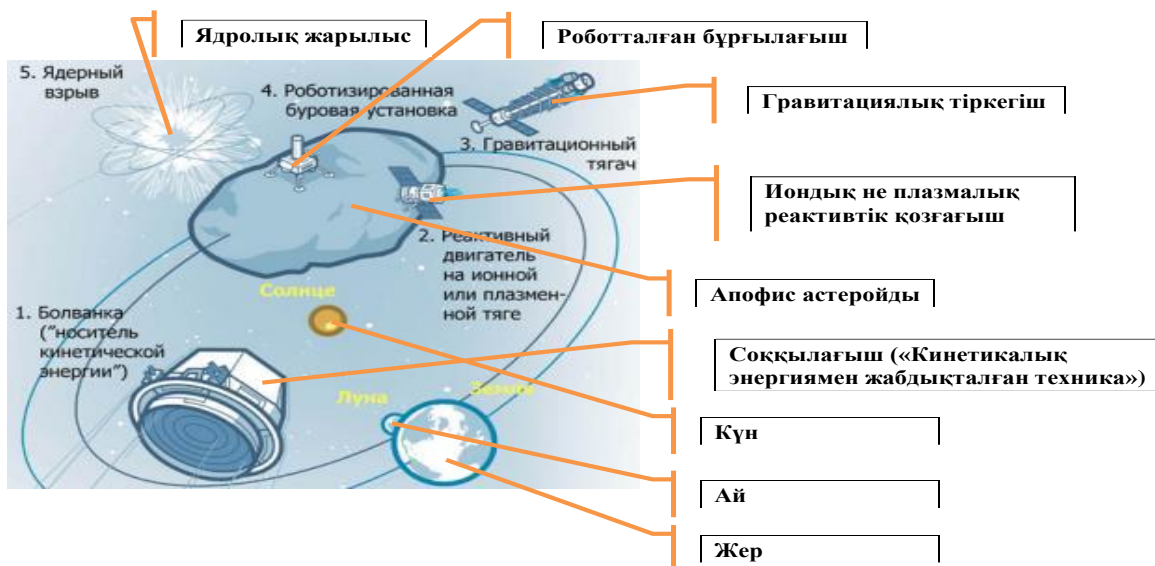 Ядролық жарылыс
Роботталған бұрғылағыш
5. Ядерный
взрыв
4. Роботизированная
буровая установка
Гравитациялық тіркегіш
3. Гравитационный
тягач
Иондық не плазмалық
реактивтік қозғағыш
2. Реактивный
двигатель
на ионной
или плазмен-
ной тяге
Солнце
Апофис астеройды
1. Болванка
("носитель
кинетической
энергии")
Соққылағыш («Кинетикалық
энергиямен жабдықталған техника»)
Луна
Земля
Күн
Ай
Жер